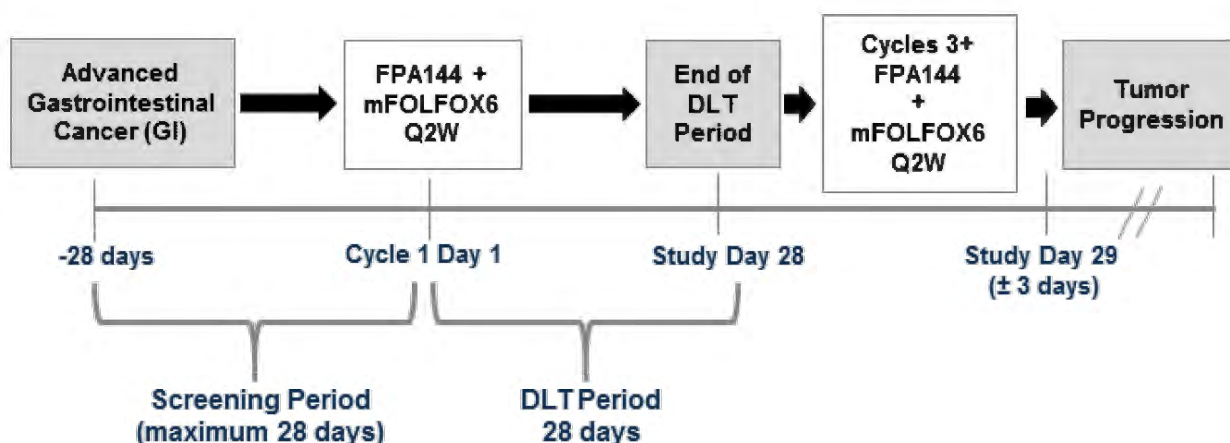 Advanced
Gastrointestinal
Cancer (GI)
FPA144 +
mFOLFOX6
Q2W
End of
DLT
Period
Cycles 3+
FPA144
+
mFOLFOX6
Q2W
Tumor
Progression
-28 days
Cycle 1 Day 1
Study Day 28
Study Day 29
(± 3 days)
Screening Period
(maximum 28 days)
DLT Period
28 days